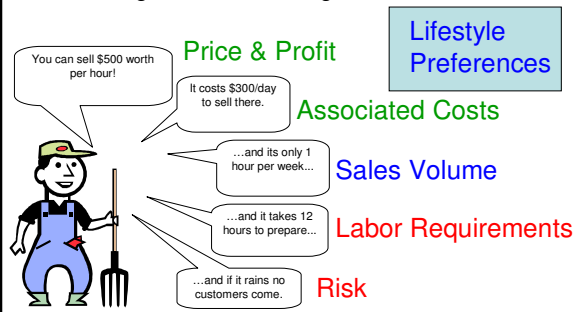 Lifestyle
Preferences
You can sell $500 worth
per hour!
Price & Profit
It costs $300/day
to sell there.
Associated Costs
…and its only 1
hour per week...
Sales Volume
…and it takes 12
hours to prepare...
Labor Requirements
…and if it rains no
customers come.
Risk